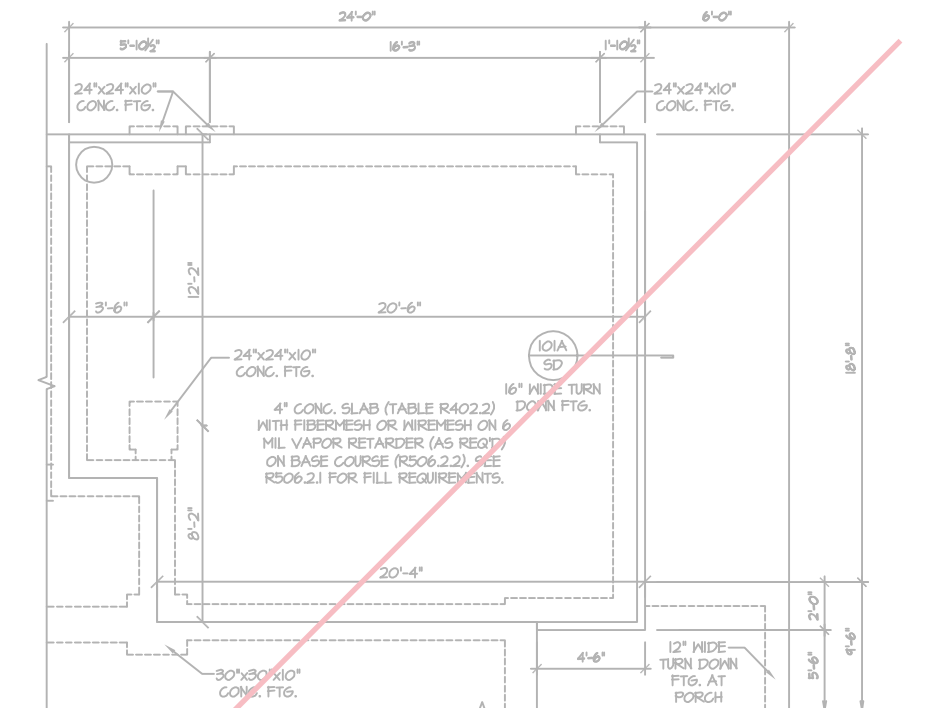 24'-0"
6'-0"
5'-10½"
16'-3"
1'-10½"
24"x24"x10"
CONC. FTG.
24"x24"x10"
CONC. FTG.
12'-2"
3'-6"
20'-6"
18'-8"
101A
SD
24"x24"x10"
CONC. FTG.
16" WIDE TURN
DOWN FTG.
4" CONC. SLAB (TABLE R402.2)
WITH FIBERMESH OR WIREMESH ON 6
MIL VAPOR RETARDER (AS REQ'D)
ON BASE COURSE (R506.2.2). SEE
R506.2.1 FOR FILL REQUIREMENTS.
8'-2"
20'-4"
2'-0"
9'-6"
5'-6"
4'-6"
12" WIDE
TURN DOWN
FTG. AT
PORCH
30"x30"x10"
CONC. FTG.